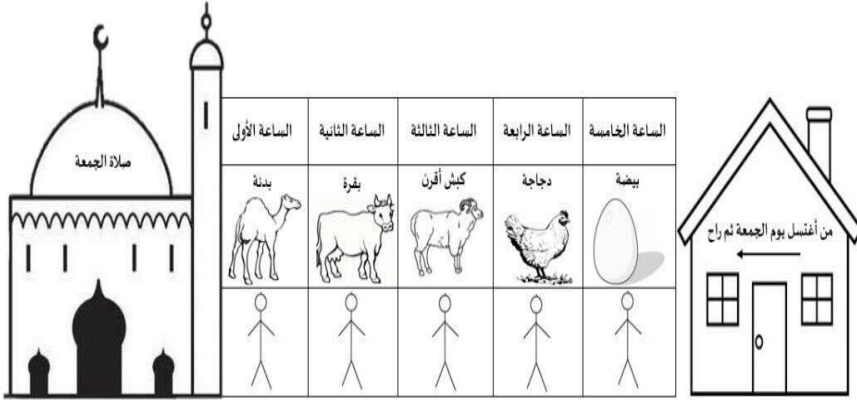 من أغتسل يوم الجمعة ثم راح
الساعة الخامسة
الساعة الرابعة
الساعة الثالثة
الساعة الثانية
الساعة الأولى
بيضة
دجاجة
كبش أقرن
بقرة
بدنة
صلاة الجمعة